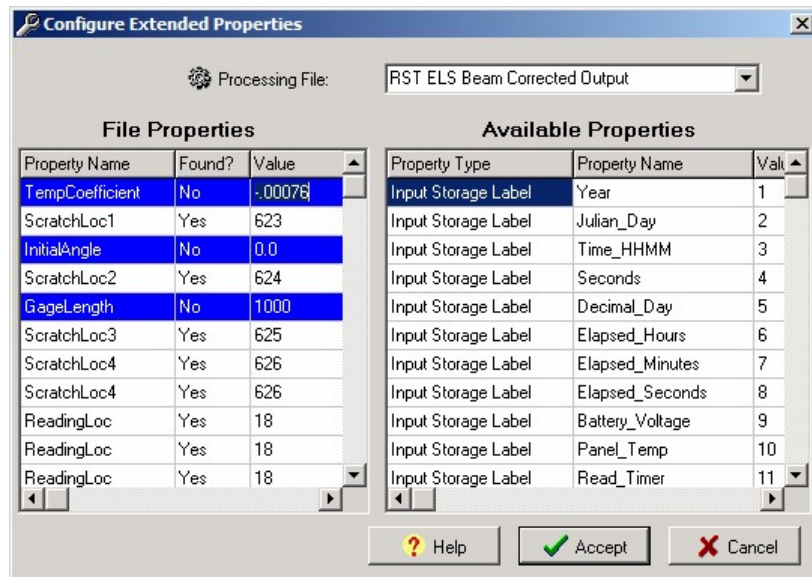 Configure Extended Properties
Processing File: RST ELS Beam Corrected Output
File Properties
Property Name Found? Value
TempCoefficient No -.00076
ScratchLoc1 Yes 623
InitialAngle No 0.0
ScratchLoc2 Yes 624
GageLength No 1000
ScratchLoc3 Yes 625
ScratchLoc4 Yes 626
ScratchLoc4 Yes 626
ReadingLoc Yes 18
ReadingLoc Yes 18
ReadingLoc Yes 18
Available Properties
Property Type Property Name Valu
Input Storage Label Year 1
Input Storage Label Julian_Day 2
Input Storage Label Time_HHMM 3
Input Storage Label Seconds 4
Input Storage Label Decimal_Day 5
Input Storage Label Elapsed_Hours 6
Input Storage Label Elapsed_Minutes 7
Input Storage Label Elapsed_Seconds 8
Input Storage Label Battery_Voltage 9
Input Storage Label Panel_Temp 10
Input Storage Label Read_Timer 11
? Help Accept Cancel